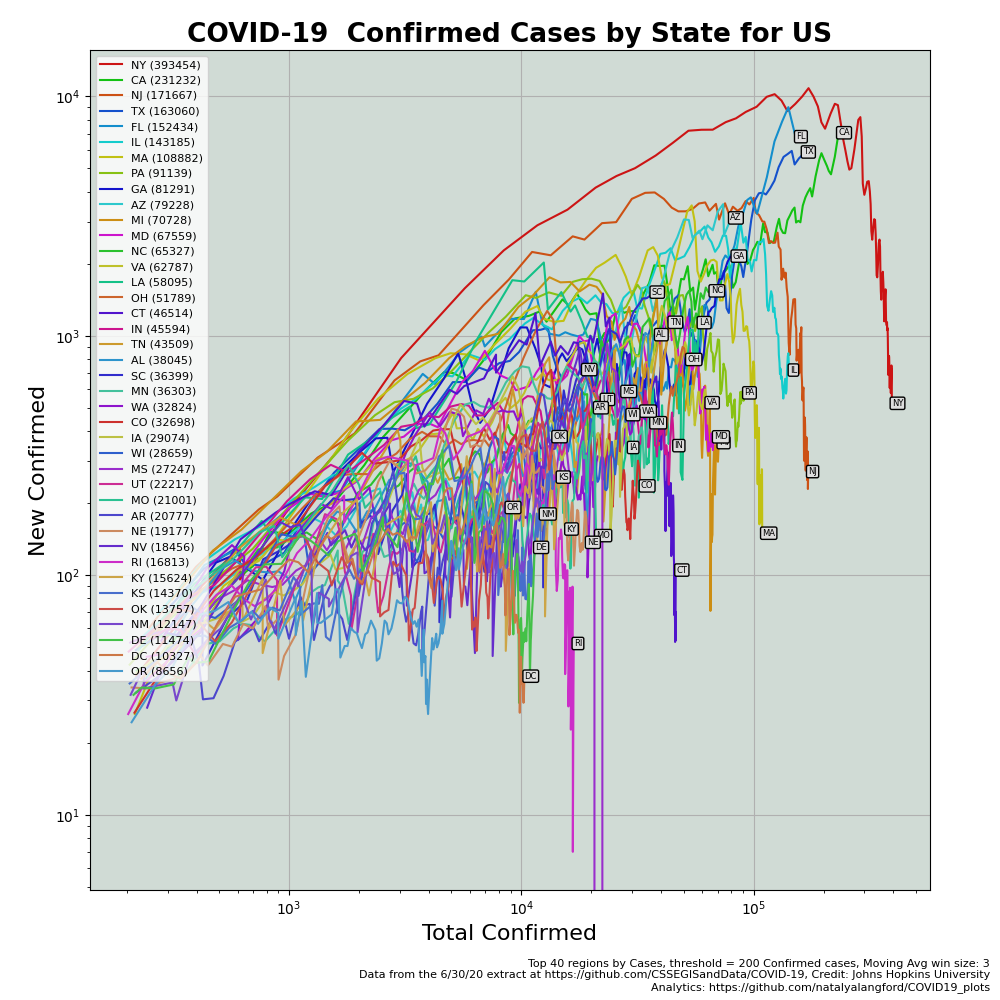 COVID-19  Confirmed Cases by State for US
NY (393454)
CA (231232)
NJ (171667)
TX (163060)
FL (152434)
IL (143185)
MA (108882)
PA (91139)
GA (81291)
AZ (79228)
MI (70728)
MD (67559)
NC (65327)
VA (62787)
LA (58095)
OH (51789)
CT (46514)
IN (45594)
TN (43509)
AL (38045)
SC (36399)
MN (36303)
WA (32824)
CO (32698)
IA (29074)
WI (28659)
MS (27247)
UT (22217)
MO (21001)
AR (20777)
NE (19177)
NV (18456)
RI (16813)
KY (15624)
KS (14370)
OK (13757)
NM (12147)
DE (11474)
DC (10327)
OR (8656)
10⁴
10³
10²
10¹
New Confirmed
FL
CA
TX
AZ
GA
SC
NC
TN
LA
AL
OH
NV
IL
MS
PA
UT
AR
VA
NY
WI
WA
MN
OK
MD
IA
IN
NJ
KS
CO
OR
NM
KY
MA
MO
NE
DE
CT
RI
DC
10³
10⁴
10⁵
Total Confirmed
Top 40 regions by Cases, threshold = 200 Confirmed cases, Moving Avg win size: 3
Data from the 6/30/20 extract at https://github.com/CSSEGISandData/COVID-19, Credit: Johns Hopkins University
Analytics: https://github.com/natalyalangford/COVID19_plots